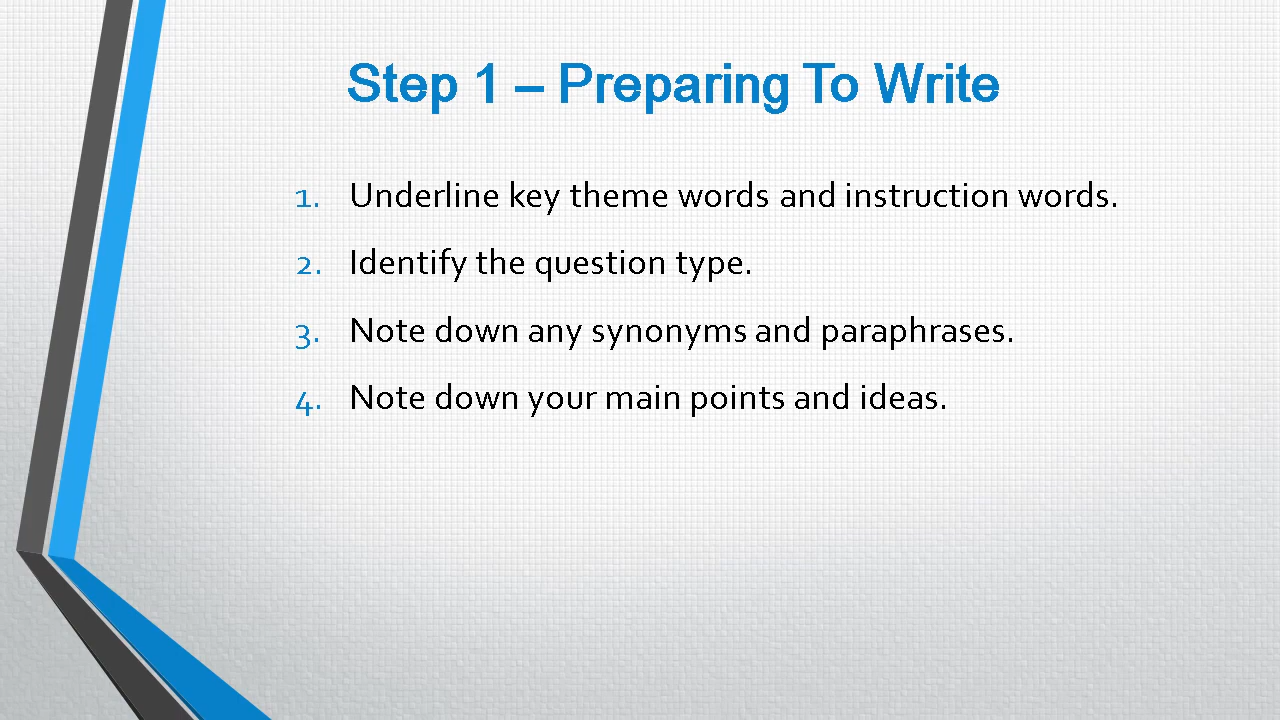 Step 1 – Preparing To Write
1. Underline key theme words and instruction words.
2. Identify the question type.
3. Note down any synonyms and paraphrases.
4. Note down your main points and ideas.